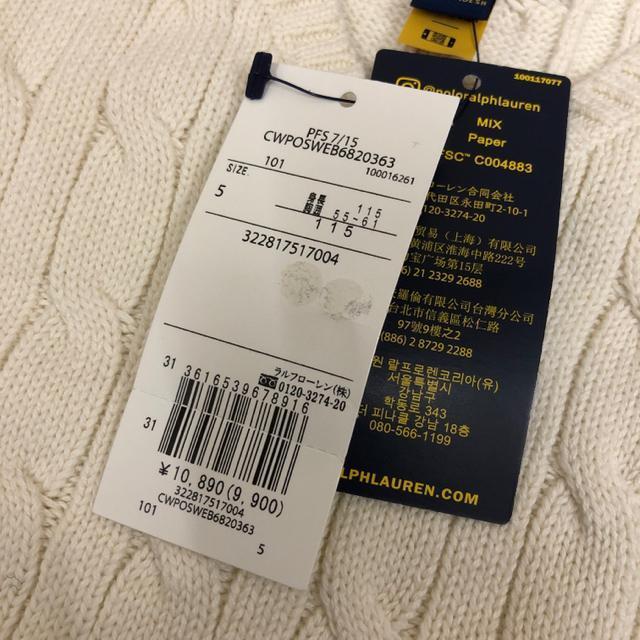 PFS 7/15
CWPOSWEB6820363
101
100016261
SIZE.
5
身長 115
胸囲 55-61
115
322817517004
ラルフローレン(株)
0120-3274-20
31
3616539678916
31
¥10,890(9,900)
322817517004
CWPOSWEB6820363
101
5
100117077
@poloralphlauren
MIX
Paper
FSC™ C004883
ローレン合同会社
代田区永田町2-10-1
0120-3274-20
貿易(上海)有限公司
黄浦区淮海中路222号
宝广场第15层
(86) 21 2329 2688
羅倫有限公司台灣分公司
台北市信義區松仁路
97號9樓之2
(886) 2 8729 2288
랄프로렌코리아(유)
서울특별시
강남구
학동로 343
더 피나클 강남 18층
080-566-1199
ALPHLAUREN.COM